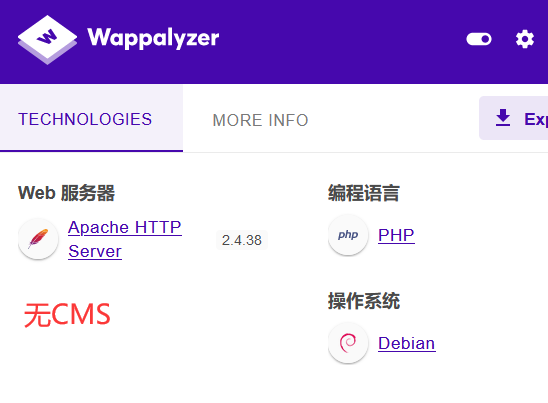 Wappalyzer
TECHNOLOGIES
MORE INFO
Exp
Web 服务器
Apache HTTP
Server
2.4.38
编程语言
php
PHP
无CMS
操作系统
Debian